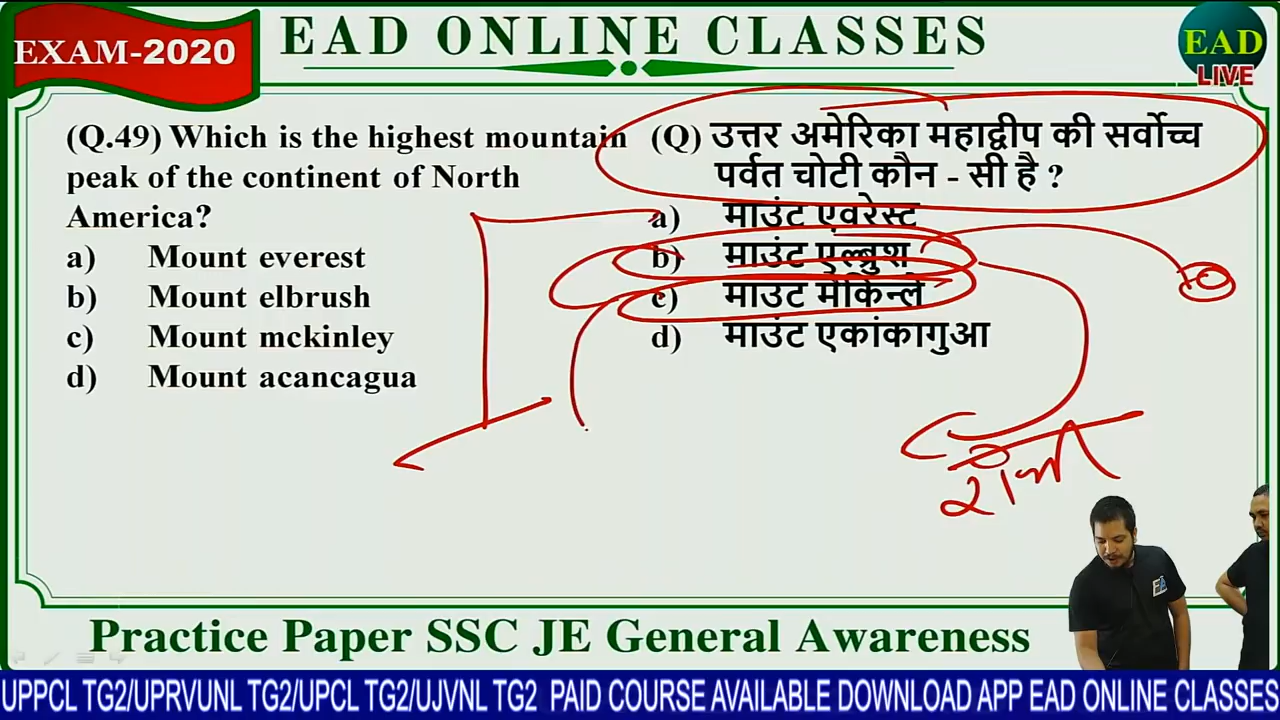 EXAM-2020
EAD ONLINE CLASSES
EAD
LIVE
(Q.49) Which is the highest mountain
peak of the continent of North
America?
a) Mount everest
b) Mount elbrush
c) Mount mckinley
d) Mount acancagua
(Q) उत्तर अमेरिका महाद्वीप की सर्वोच्च
पर्वत चोटी कौन - सी है ?
a) माउंट एवरेस्ट
b) माउंट एल्ब्रुश
c) माउंट मेकिन्ले
d) माउंट एकांकागुआ
Practice Paper SSC JE General Awareness
UPPCL TG2/UPRVUNL TG2/UPCL TG2/UJVNL TG2 PAID COURSE AVAILABLE DOWNLOAD APP EAD ONLINE CLASSES